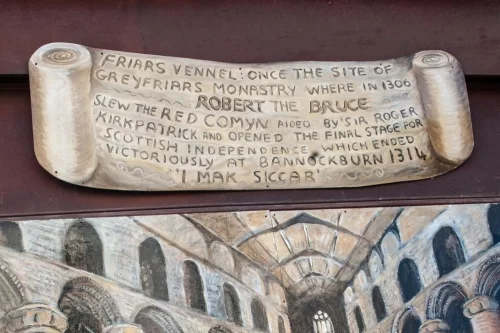 FRIARS VENNEL: ONCE THE SITE OF
GREYFRIARS MONASTRY WHERE IN 1306
ROBERT THE BRUCE
SLEW THE RED COMYN AIDED BY SIR ROGER
KIRKPATRICK AND OPENED THE FINAL STAGE FOR
SCOTTISH INDEPENDENCE WHICH ENDED
VICTORIOUSLY AT BANNOCKBURN 1314
'I MAK SICCAR'